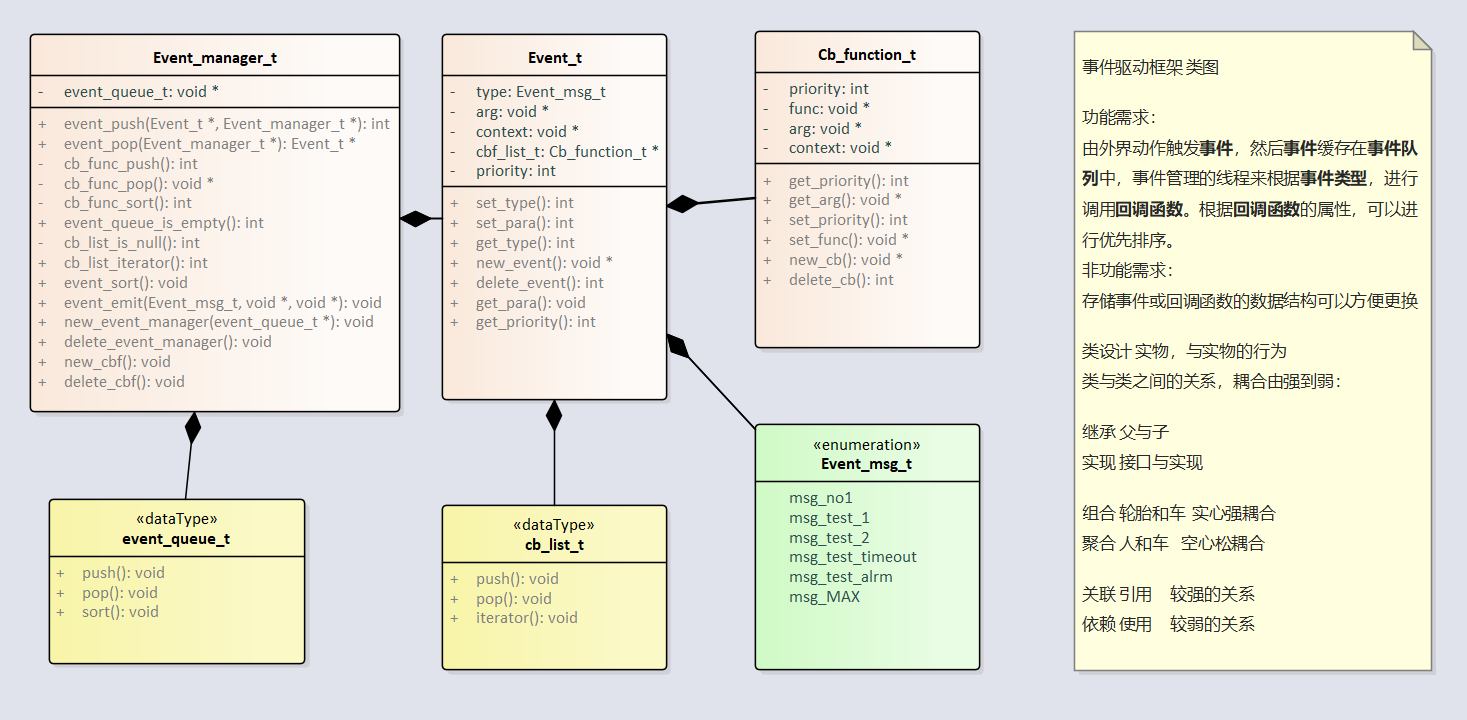 Event_manager_t
- event_queue_t: void *
+ event_push(Event_t *, Event_manager_t *): int
+ event_pop(Event_manager_t *): Event_t *
- cb_func_push(): int
- cb_func_pop(): void *
- cb_func_sort(): int
+ event_queue_is_empty(): int
- cb_list_is_null(): int
+ cb_list_iterator(): int
+ event_sort(): void
+ event_emit(Event_msg_t, void *, void *): void
+ new_event_manager(event_queue_t *): void
+ delete_event_manager(): void
+ new_cbf(): void
+ delete_cbf(): void
Event_t
- type: Event_msg_t
- arg: void *
- context: void *
- cbf_list_t: Cb_function_t *
- priority: int
+ set_type(): int
+ set_para(): int
+ get_type(): int
+ new_event(): void *
+ delete_event(): int
+ get_para(): void
+ get_priority(): int
Cb_function_t
- priority: int
- func: void *
- arg: void *
- context: void *
+ get_priority(): int
+ get_arg(): void *
+ set_priority(): int
+ set_func(): void *
+ new_cb(): void *
+ delete_cb(): int
«dataType»
event_queue_t
+ push(): void
+ pop(): void
+ sort(): void
«dataType»
cb_list_t
+ push(): void
+ pop(): void
+ iterator(): void
«enumeration»
Event_msg_t
msg_no1
msg_test_1
msg_test_2
msg_test_timeout
msg_test_alrm
msg_MAX
事件驱动框架 类图
功能需求：
由外界动作触发事件，然后事件缓存在事件队
列中，事件管理的线程来根据事件类型，进行
调用回调函数。根据回调函数的属性，可以进
行优先排序。
非功能需求：
存储事件或回调函数的数据结构可以方便更换
类设计 实物，与实物的行为
类与类之间的关系，耦合由强到弱：
继承 父与子
实现 接口与实现
组合 轮胎和车 实心强耦合
聚合 人和车 空心松耦合
关联 引用 较强的关系
依赖 使用 较弱的关系